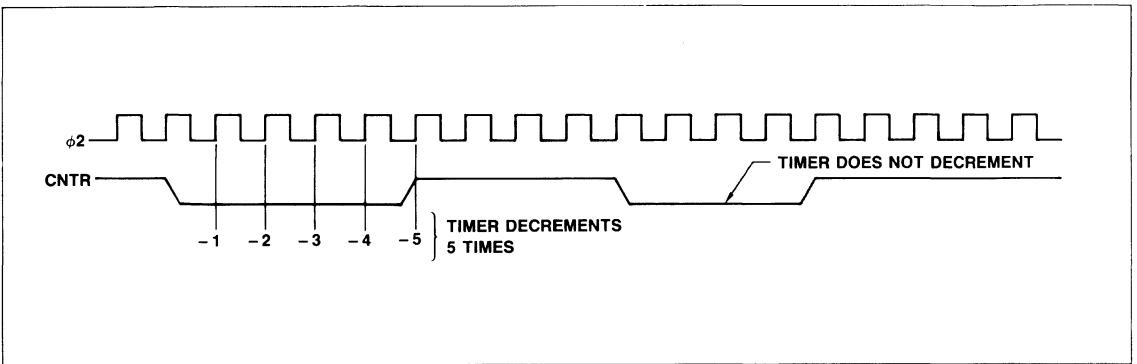 ϕ2
TIMER DOES NOT DECREMENT
CNTR
−1 −2 −3 −4 −5
TIMER DECREMENTS
5 TIMES